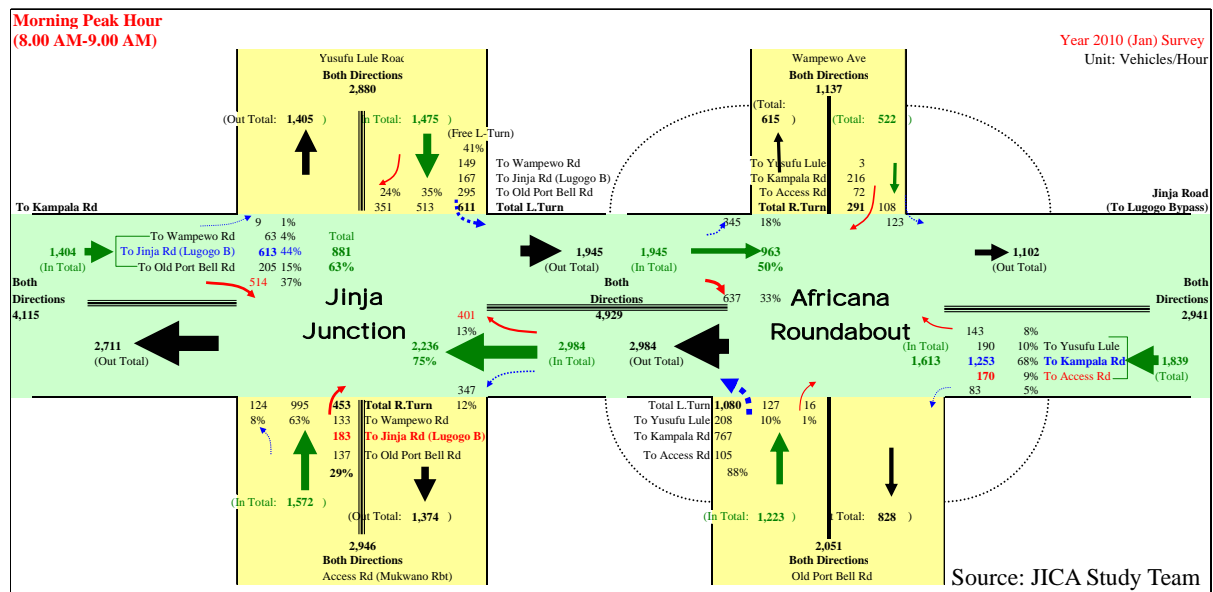 Morning Peak Hour
(8.00 AM-9.00 AM)
Year 2010 (Jan) Survey
Unit: Vehicles/Hour
Yusufu Lule Road
Both Directions
2,880
Wampewo Ave
Both Directions
1,137
(Out Total: 1,405 )
In Total: 1,475 )
(Free L-Turn)
41%
149 To Wampewo Rd
167 To Jinja Rd (Lugogo B)
24% 35% 295 To Old Port Bell Rd
351 513 611 Total L.Turn
(Total:
615 )
(Total: 522 )
To Yusufu Lule 3
To Kampala Rd 216
To Access Rd 72
Total R.Turn 291 108
123
To Kampala Rd
Jinja Road
(To Lugogo Bypass)
9 1%
To Wampewo Rd 63 4%
To Jinja Rd (Lugogo B) 613 44%
To Old Port Bell Rd 205 15%
514 37%
1,404
(In Total)
Total
881
63%
Both
Directions
4,115
Jinja
Junction
1,945
(Out Total)
1,945
(In Total)
345 18%
963
50%
637 33%
Both
Directions
4,929
Africana
Roundabout
1,102
(Out Total)
Both
Directions
2,941
2,711
(Out Total)
2,236
75%
401
13%
2,984
(In Total)
347
12%
2,984
(Out Total)
(In Total)
1,613
143 8%
190 10% To Yusufu Lule
1,253 68% To Kampala Rd
170 9% To Access Rd
83 5%
1,839
(Total)
124 995 453 Total R.Turn
8% 63% 133 To Wampewo Rd
183 To Jinja Rd (Lugogo B)
137 To Old Port Bell Rd
29%
(In Total: 1,572 )
(Out Total: 1,374 )
2,946
Both Directions
Access Rd (Mukwano Rbt)
Total L.Turn 1,080 127 16
To Yusufu Lule 208 10% 1%
To Kampala Rd 767
To Access Rd 105
88%
(In Total: 1,223 )
t Total: 828 )
2,051
Both Directions
Old Port Bell Rd
Source: JICA Study Team